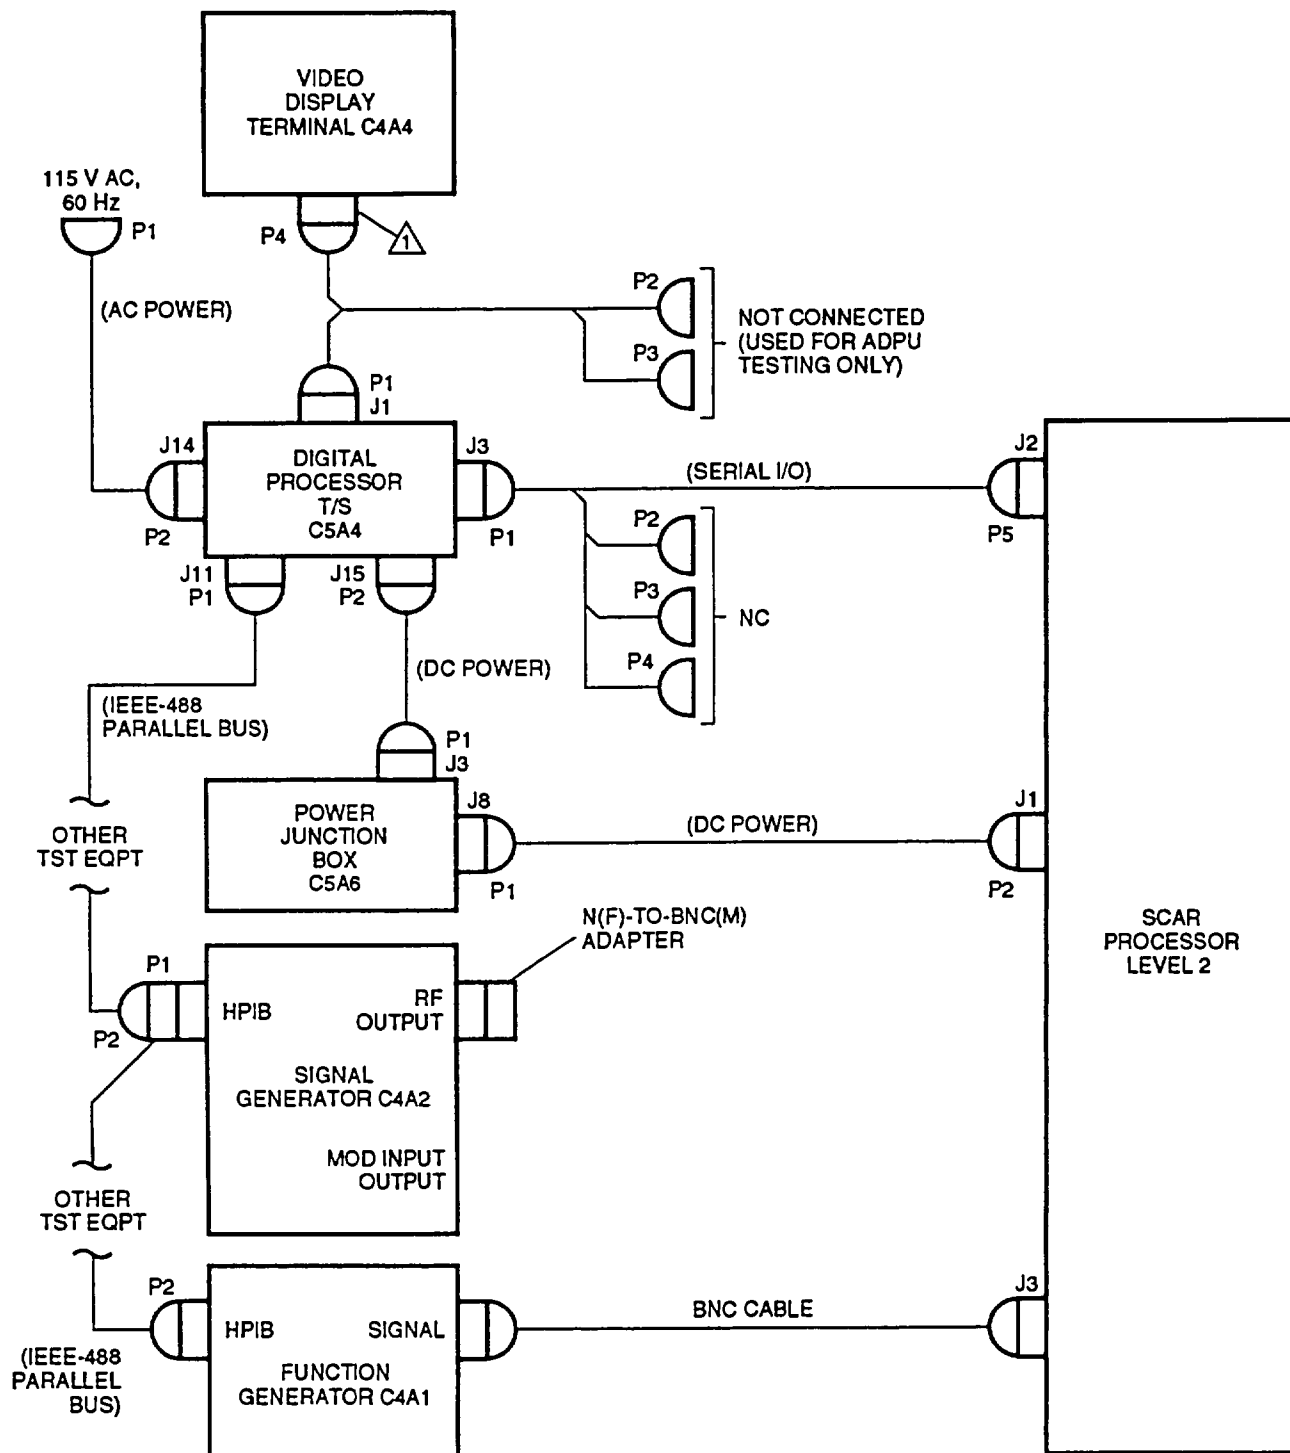 VIDEO
DISPLAY
TERMINAL C4A4
115 V AC,
60 Hz
P1
P4
1
(AC POWER)
P2
P3
NOT CONNECTED
(USED FOR ADPU
TESTING ONLY)
P1
J1
J14
P2
DIGITAL
PROCESSOR
T/S
C5A4
J3
P1
(SERIAL I/O)
J2
P5
P2
P3
P4
NC
J11
P1
J15
P2
(DC POWER)
(IEEE-488
PARALLEL BUS)
P1
J3
OTHER
TST EQPT
POWER
JUNCTION
BOX
C5A6
J8
P1
(DC POWER)
J1
P2
N(F)-TO-BNC(M)
ADAPTER
SCAR
PROCESSOR
LEVEL 2
P1
P2
HPIB
RF
OUTPUT
SIGNAL
GENERATOR C4A2
MOD INPUT
OUTPUT
OTHER
TST EQPT
P2
(IEEE-488
PARALLEL
BUS)
HPIB
SIGNAL
FUNCTION
GENERATOR C4A1
BNC CABLE
J3